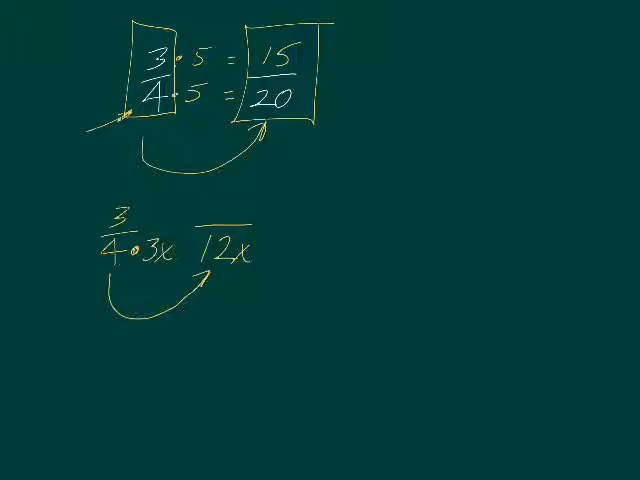 3 · 5 = 15
4 · 5 = 20
3
4 · 3x 12x